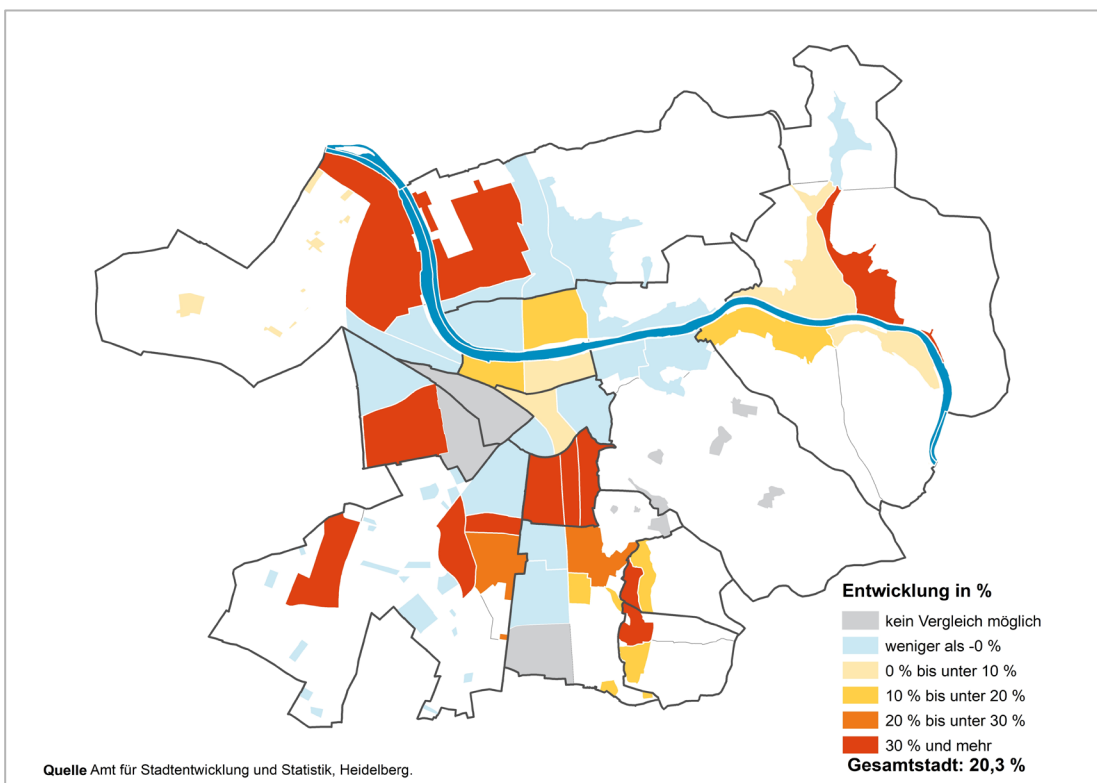 Entwicklung in %
kein Vergleich möglich
weniger als -0 %
0 % bis unter 10 %
10 % bis unter 20 %
20 % bis unter 30 %
30 % und mehr
Gesamtstadt: 20,3 %
Quelle Amt für Stadtentwicklung und Statistik, Heidelberg.